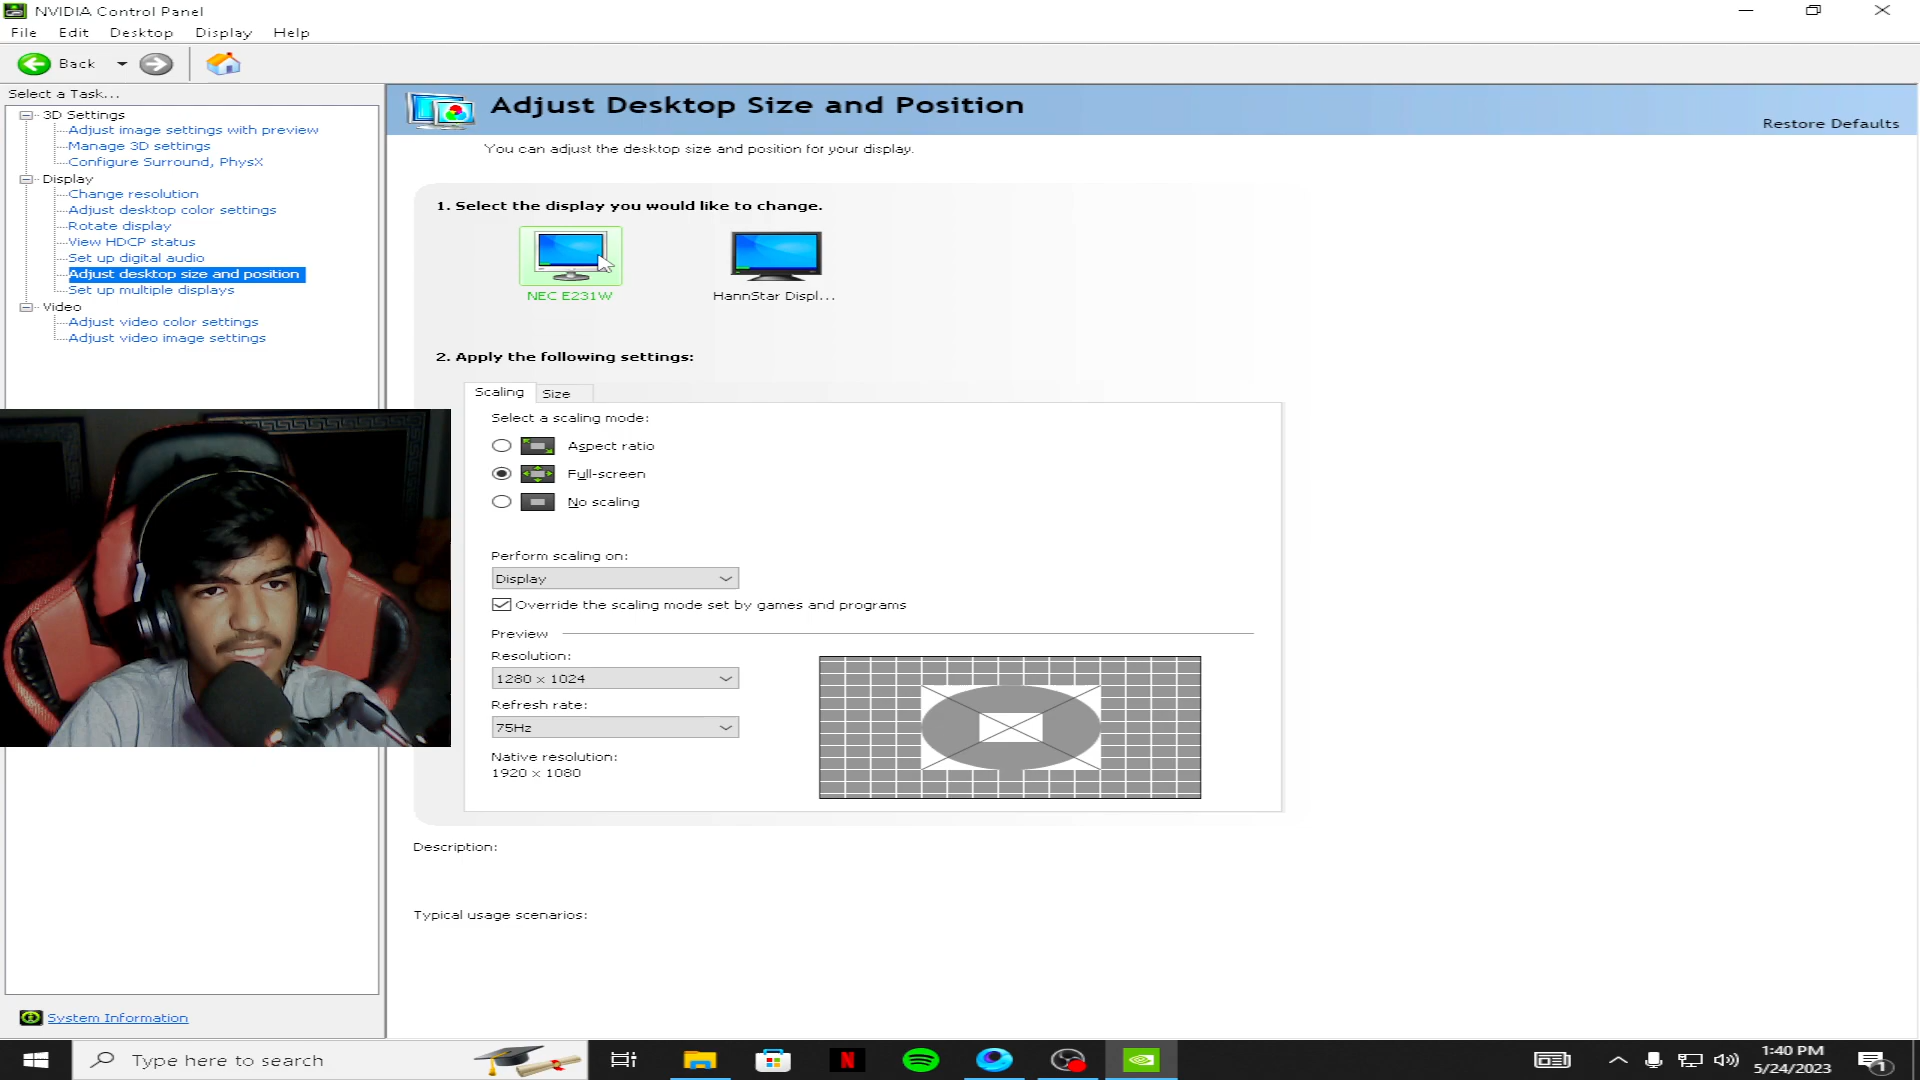 NVIDIA Control Panel
File Edit Desktop Display Help
Back
Select a Task...
3D Settings
Adjust image settings with preview
Manage 3D settings
Configure Surround, PhysX
Display
Change resolution
Adjust desktop color settings
Rotate display
View HDCP status
Set up digital audio
Adjust desktop size and position
Set up multiple displays
Video
Adjust video color settings
Adjust video image settings
System Information
Adjust Desktop Size and Position
Restore Defaults
You can adjust the desktop size and position for your display.
1. Select the display you would like to change.
NEC E231W
HannStar Displ...
2. Apply the following settings:
Scaling Size
Select a scaling mode:
Aspect ratio
Full-screen
No scaling
Perform scaling on:
Display
Override the scaling mode set by games and programs
Preview
Resolution:
1280 x 1024
Refresh rate:
75Hz
Native resolution:
1920 x 1080
Description:
Typical usage scenarios:
Type here to search
N
1:40 PM
5/24/2023
1